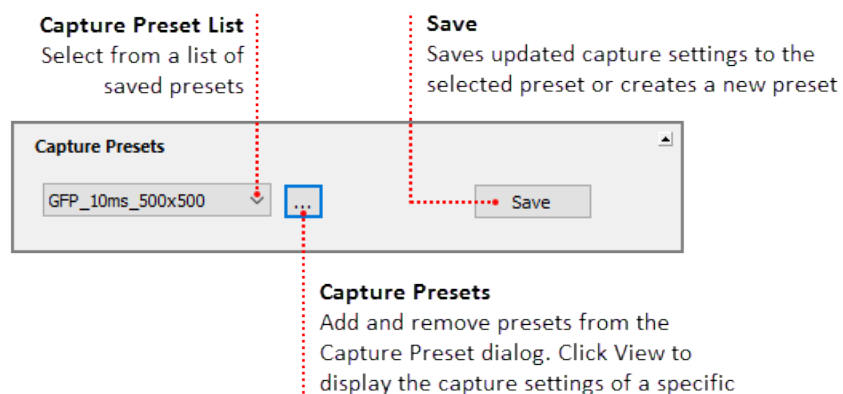 Capture Preset List
Select from a list of
saved presets
Save
Saves updated capture settings to the
selected preset or creates a new preset
Capture Presets
GFP_10ms_500x500
...
Save
Capture Presets
Add and remove presets from the
Capture Preset dialog. Click View to
display the capture settings of a specific